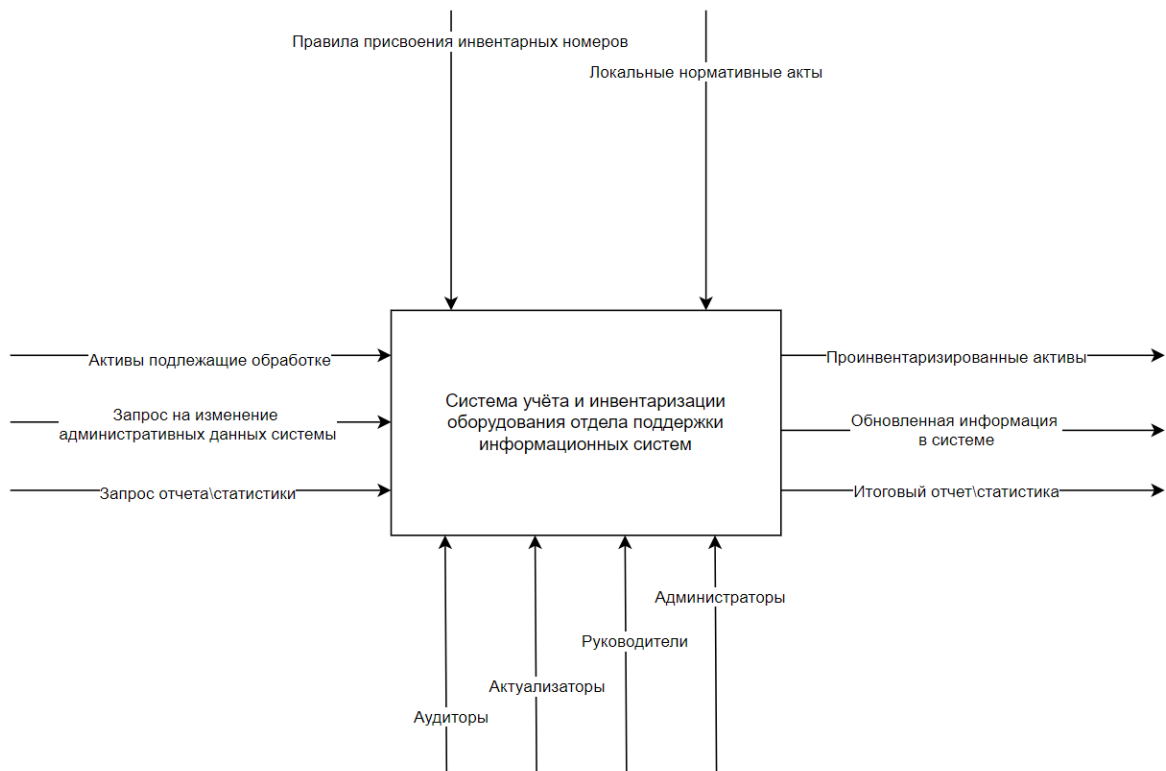 Правила присвоения инвентарных номеров
Локальные нормативные акты
Активы подлежащие обработке
Запрос на изменение
административных данных системы
Запрос отчета\статистики
Система учёта и инвентаризации
оборудования отдела поддержки
информационных систем
Проинвентаризированные активы
Обновленная информация
в системе
Итоговый отчет\статистика
Администраторы
Руководители
Актуализаторы
Аудиторы